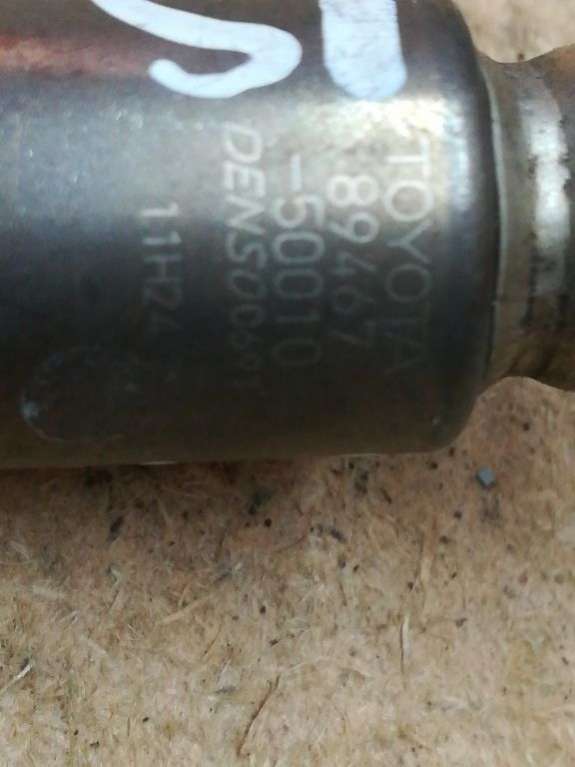 TOYOTA
89467
-50010
DENSO
11H24